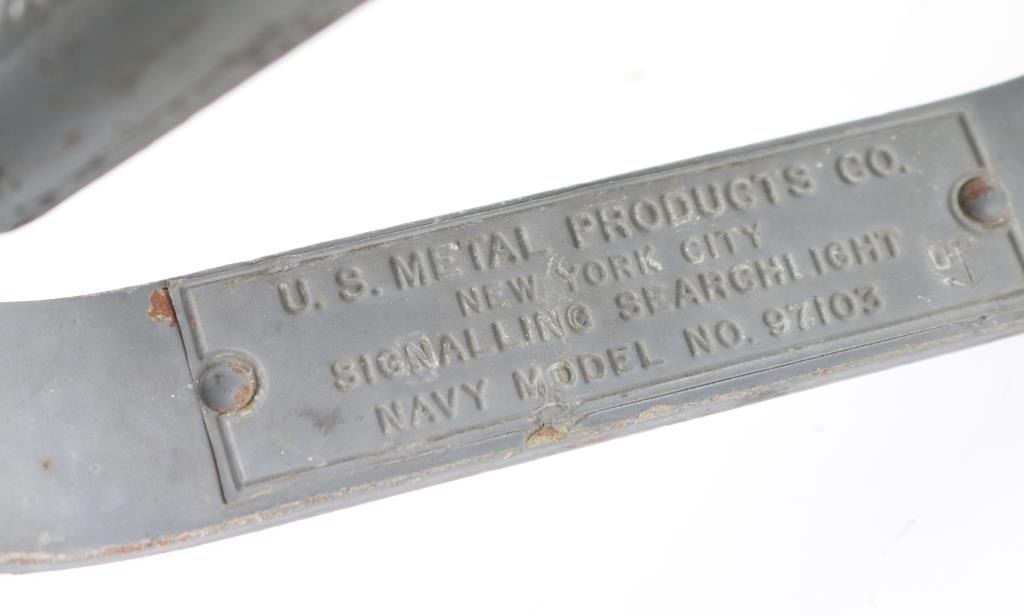 U. S. METAL PRODUCTS CO.
NEW YORK CITY
SIGNALLING SEARCHLIGHT
NAVY MODEL NO. 97103